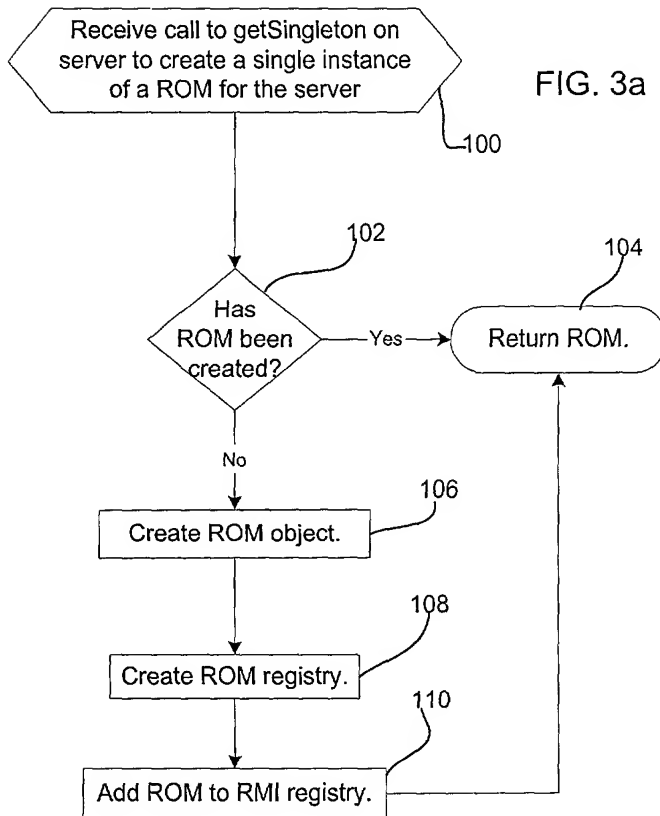 Receive call to getSingleton on
server to create a single instance
of a ROM for the server
FIG. 3a
100
102
Has
ROM been
created?
Yes
104
Return ROM.
No
106
Create ROM object.
108
Create ROM registry.
110
Add ROM to RMI registry.